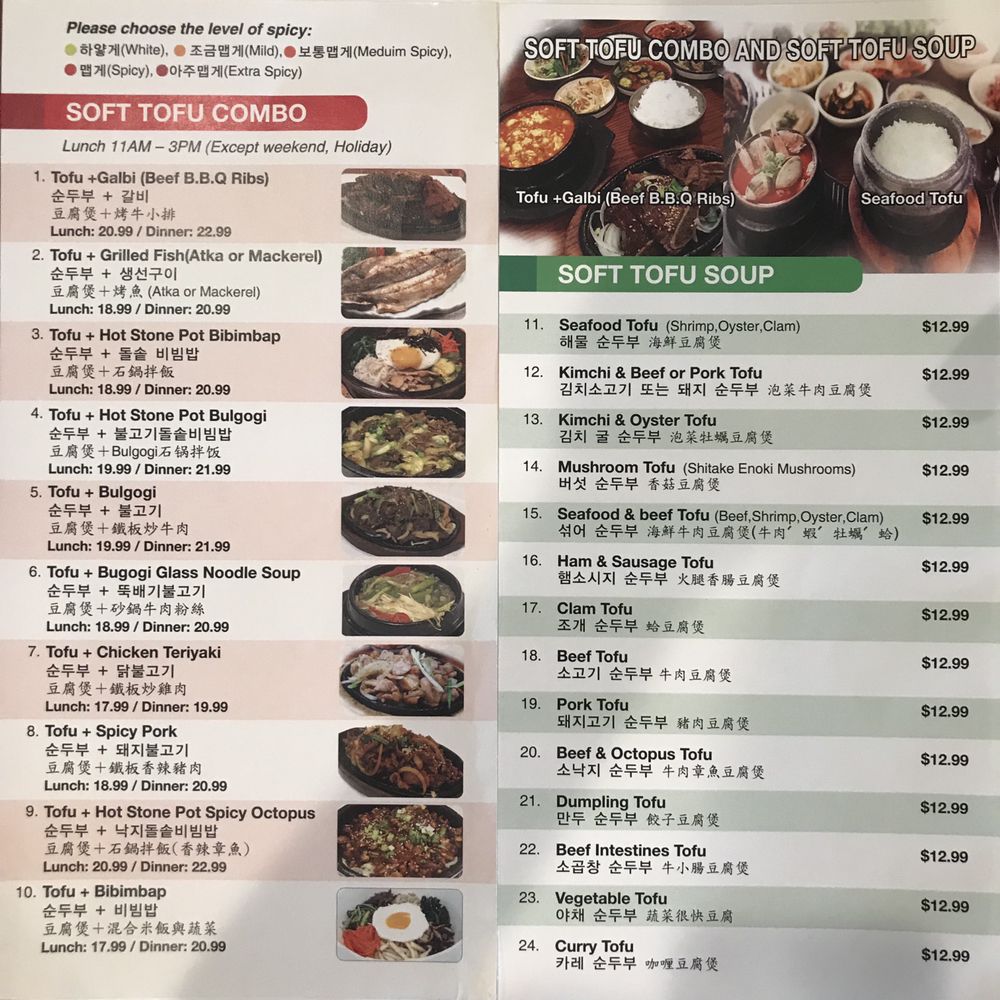 Please choose the level of spicy:
하얗게(White), 조금맵게(Mild), 보통맵게(Meduim Spicy),
맵게(Spicy), 아주맵게(Extra Spicy)
SOFT TOFU COMBO
Lunch 11AM – 3PM (Except weekend, Holiday)
1. Tofu +Galbi (Beef B.B.Q Ribs)
순두부 + 갈비
豆腐煲+烤牛小排
Lunch: 20.99 / Dinner: 22.99
2. Tofu + Grilled Fish(Atka or Mackerel)
순두부 + 생선구이
豆腐煲+烤魚 (Atka or Mackerel)
Lunch: 18.99 / Dinner: 20.99
3. Tofu + Hot Stone Pot Bibimbap
순두부 + 돌솥 비빔밥
豆腐煲+石鍋拌飯
Lunch: 18.99 / Dinner: 20.99
4. Tofu + Hot Stone Pot Bulgogi
순두부 + 불고기돌솥비빔밥
豆腐煲+Bulgogi石锅拌饭
Lunch: 19.99 / Dinner: 21.99
5. Tofu + Bulgogi
순두부 + 불고기
豆腐煲+鐵板炒牛肉
Lunch: 19.99 / Dinner: 21.99
6. Tofu + Bugogi Glass Noodle Soup
순두부 + 뚝배기불고기
豆腐煲+砂鍋牛肉粉絲
Lunch: 18.99 / Dinner: 20.99
7. Tofu + Chicken Teriyaki
순두부 + 닭불고기
豆腐煲+鐵板炒雞肉
Lunch: 17.99 / Dinner: 19.99
8. Tofu + Spicy Pork
순두부 + 돼지불고기
豆腐煲+鐵板香辣豬肉
Lunch: 18.99 / Dinner: 20.99
9. Tofu + Hot Stone Pot Spicy Octopus
순두부 + 낙지돌솥비빔밥
豆腐煲+石鍋拌飯(香辣章魚)
Lunch: 20.99 / Dinner: 22.99
10. Tofu + Bibimbap
순두부 + 비빔밥
豆腐煲+混合米飯與蔬菜
Lunch: 17.99 / Dinner: 20.99
SOFT TOFU COMBO AND SOFT TOFU SOUP
Tofu +Galbi (Beef B.B.Q Ribs)
Seafood Tofu
SOFT TOFU SOUP
11. Seafood Tofu (Shrimp,Oyster,Clam) $12.99
해물 순두부 海鮮豆腐煲
12. Kimchi & Beef or Pork Tofu $12.99
김치소고기 또는 돼지 순두부 泡菜牛肉豆腐煲
13. Kimchi & Oyster Tofu $12.99
김치 굴 순두부 泡菜牡蠣豆腐煲
14. Mushroom Tofu (Shitake Enoki Mushrooms) $12.99
버섯 순두부 香菇豆腐煲
15. Seafood & beef Tofu (Beef,Shrimp,Oyster,Clam) $12.99
섞어 순두부 海鮮牛肉豆腐煲(牛肉′ 蝦′ 牡蠣″ 蛤)
16. Ham & Sausage Tofu $12.99
햄소시지 순두부 火腿香腸豆腐煲
17. Clam Tofu $12.99
조개 순두부 蛤豆腐煲
18. Beef Tofu $12.99
소고기 순두부 牛肉豆腐煲
19. Pork Tofu $12.99
돼지고기 순두부 豬肉豆腐煲
20. Beef & Octopus Tofu $12.99
소낙지 순두부 牛肉章魚豆腐煲
21. Dumpling Tofu $12.99
만두 순두부 餃子豆腐煲
22. Beef Intestines Tofu $12.99
소곱창 순두부 牛小腸豆腐煲
23. Vegetable Tofu $12.99
야채 순두부 蔬菜很快豆腐
24. Curry Tofu $12.99
카레 순두부 咖喱豆腐煲